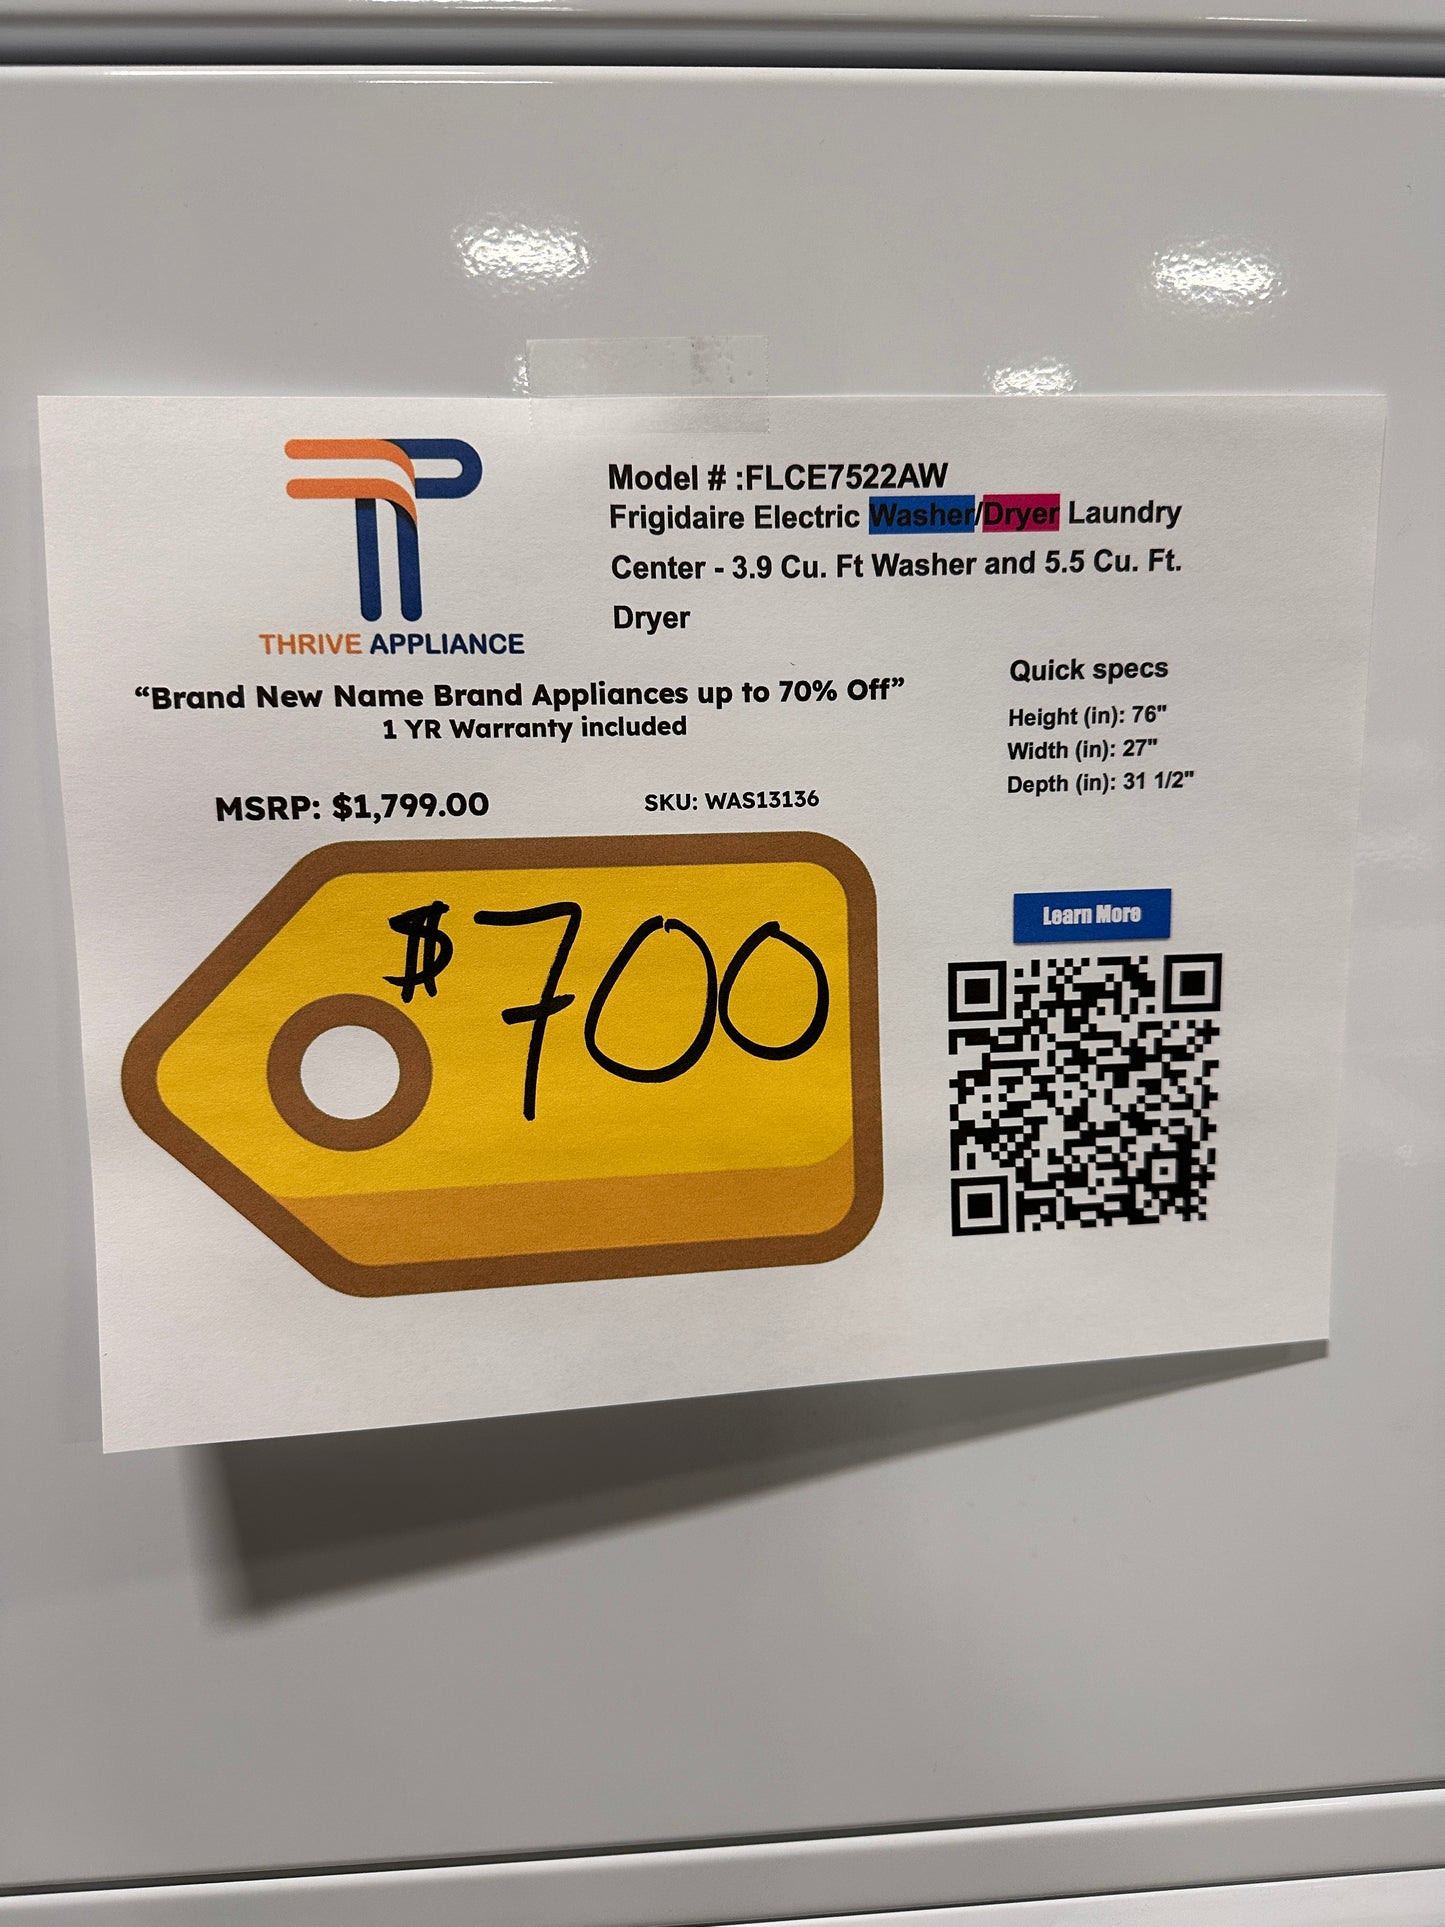 THRIVE APPLIANCE
Model # :FLCE7522AW
Frigidaire Electric Washer/Dryer Laundry
Center - 3.9 Cu. Ft Washer and 5.5 Cu. Ft.
Dryer
“Brand New Name Brand Appliances up to 70% Off”
1 YR Warranty included
Quick specs
Height (in): 76"
Width (in): 27"
Depth (in): 31 1/2"
MSRP: $1,799.00
SKU: WAS13136
$700
Learn More